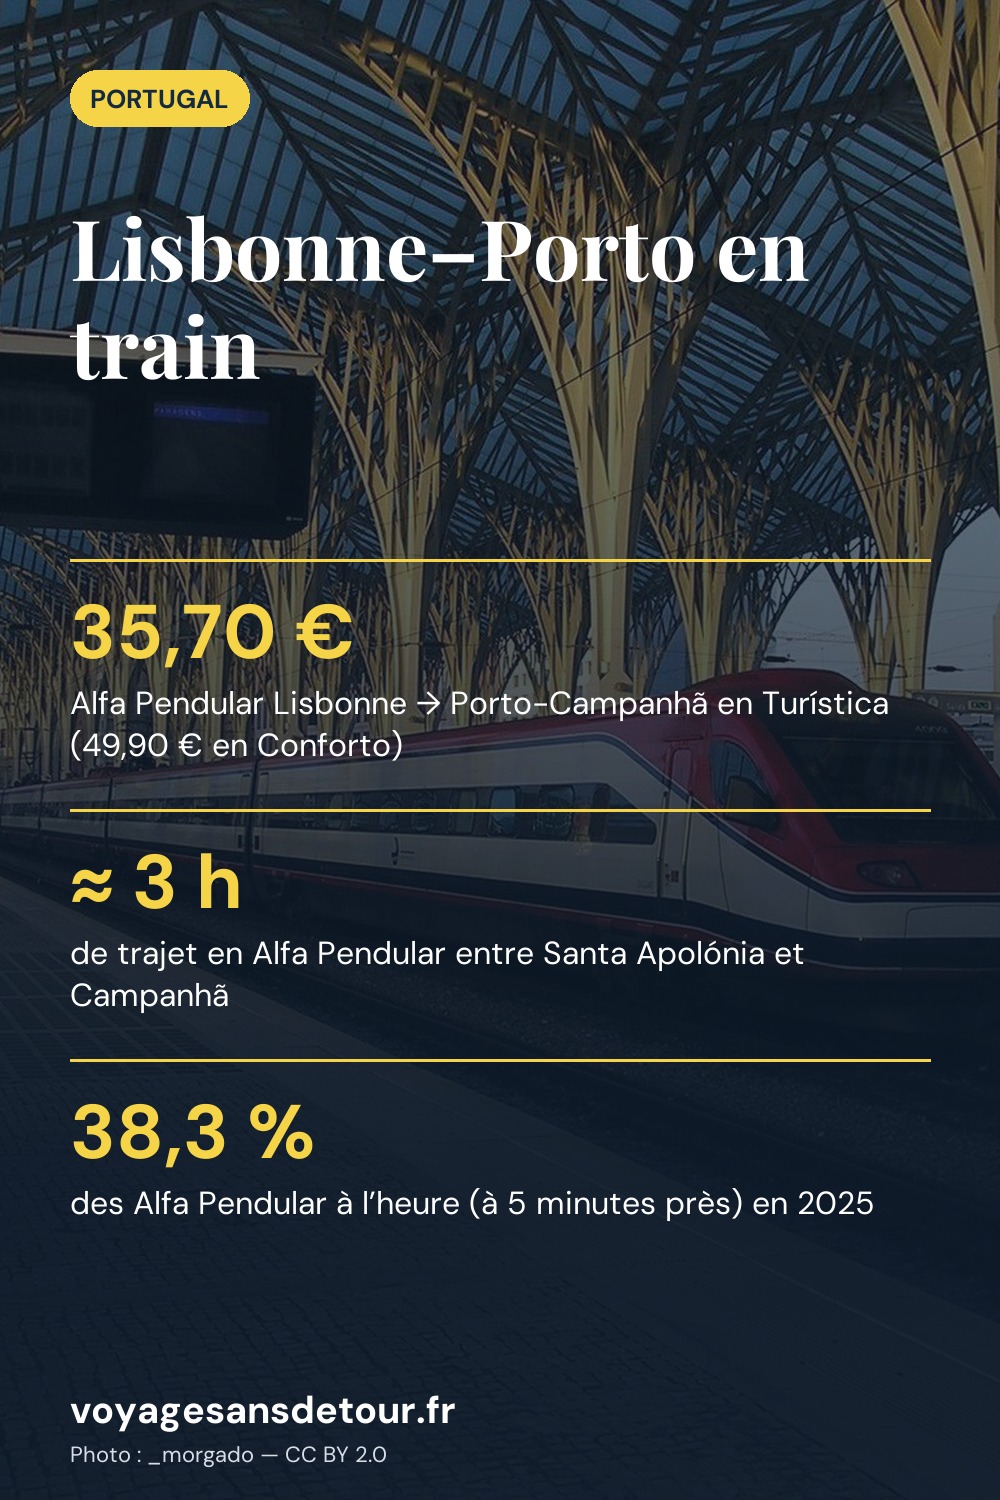 PORTUGAL
Lisbonne–Porto en
train
35,70 €
Alfa Pendular Lisbonne → Porto-Campanhã en Turística
(49,90 € en Conforto)
≈ 3 h
de trajet en Alfa Pendular entre Santa Apolónia et
Campanhã
38,3 %
des Alfa Pendular à l’heure (à 5 minutes près) en 2025
voyagesansdetour.fr
Photo : _morgado — CC BY 2.0